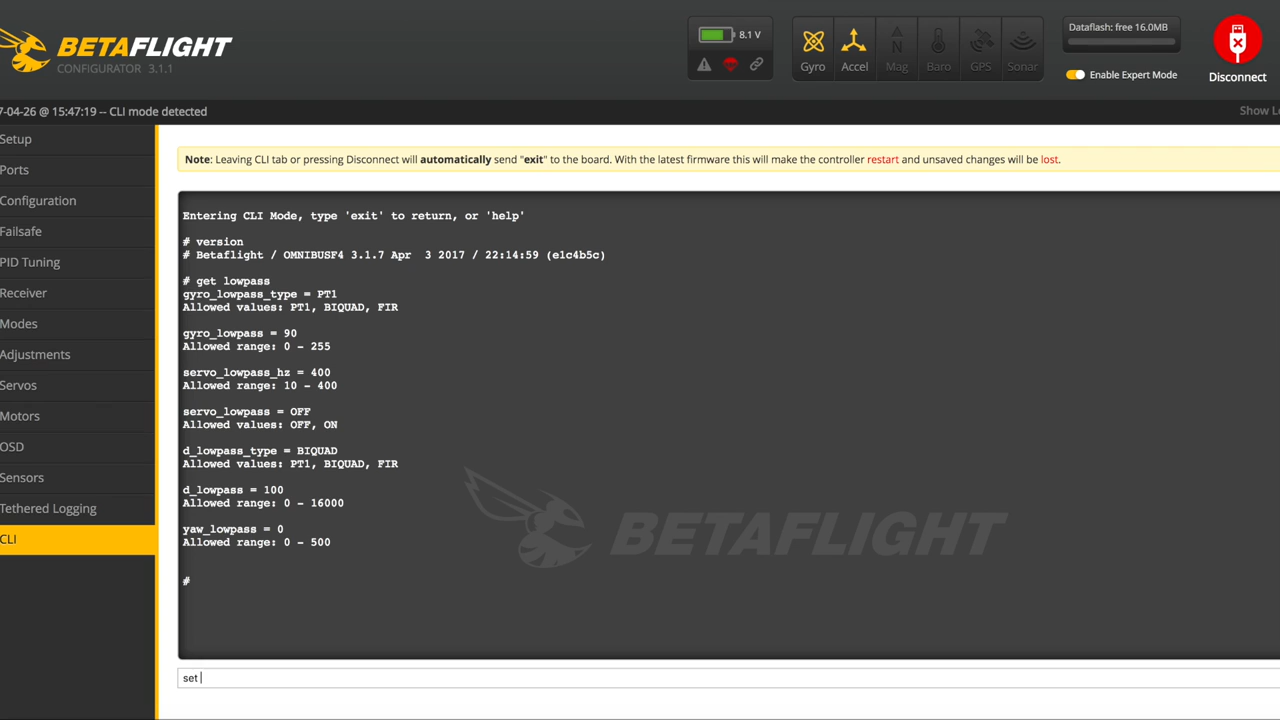 BETAFLIGHT
CONFIGURATOR 3.1.1
8.1 V
Gyro
Accel
Mag
Baro
GPS
Sonar
Dataflash: free 16.0MB
Enable Expert Mode
Disconnect
7-04-26 @ 15:47:19 -- CLI mode detected
Show Lo
Setup
Ports
Configuration
Failsafe
PID Tuning
Receiver
Modes
Adjustments
Servos
Motors
OSD
Sensors
Tethered Logging
CLI
Note: Leaving CLI tab or pressing Disconnect will automatically send "exit" to the board. With the latest firmware this will make the controller restart and unsaved changes will be lost.
Entering CLI Mode, type 'exit' to return, or 'help'
# version
# Betaflight / OMNIBUSF4 3.1.7 Apr  3 2017 / 22:14:59 (e1c4b5c)
# get lowpass
gyro_lowpass_type = PT1
Allowed values: PT1, BIQUAD, FIR
gyro_lowpass = 90
Allowed range: 0 - 255
servo_lowpass_hz = 400
Allowed range: 10 - 400
servo_lowpass = OFF
Allowed values: OFF, ON
d_lowpass_type = BIQUAD
Allowed values: PT1, BIQUAD, FIR
d_lowpass = 100
Allowed range: 0 - 16000
yaw_lowpass = 0
Allowed range: 0 - 500
#
BETAFLIGHT
set